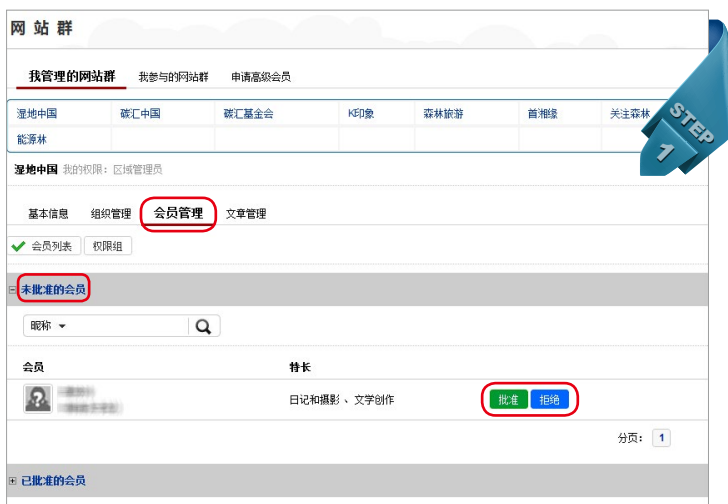 网 站 群
我管理的网站群 我参与的网站群 申请高级会员
湿地中国 碳汇中国 碳汇基金会 K印象 森林旅游 首湘缘 关注森林
能源林
STEP 1
湿地中国 我的权限：区域管理员
基本信息 组织管理 会员管理 文章管理
会员列表 权限组
未批准的会员
昵称
会员 特长
日记和摄影 、文学创作 批准 拒绝
分页： 1
已批准的会员